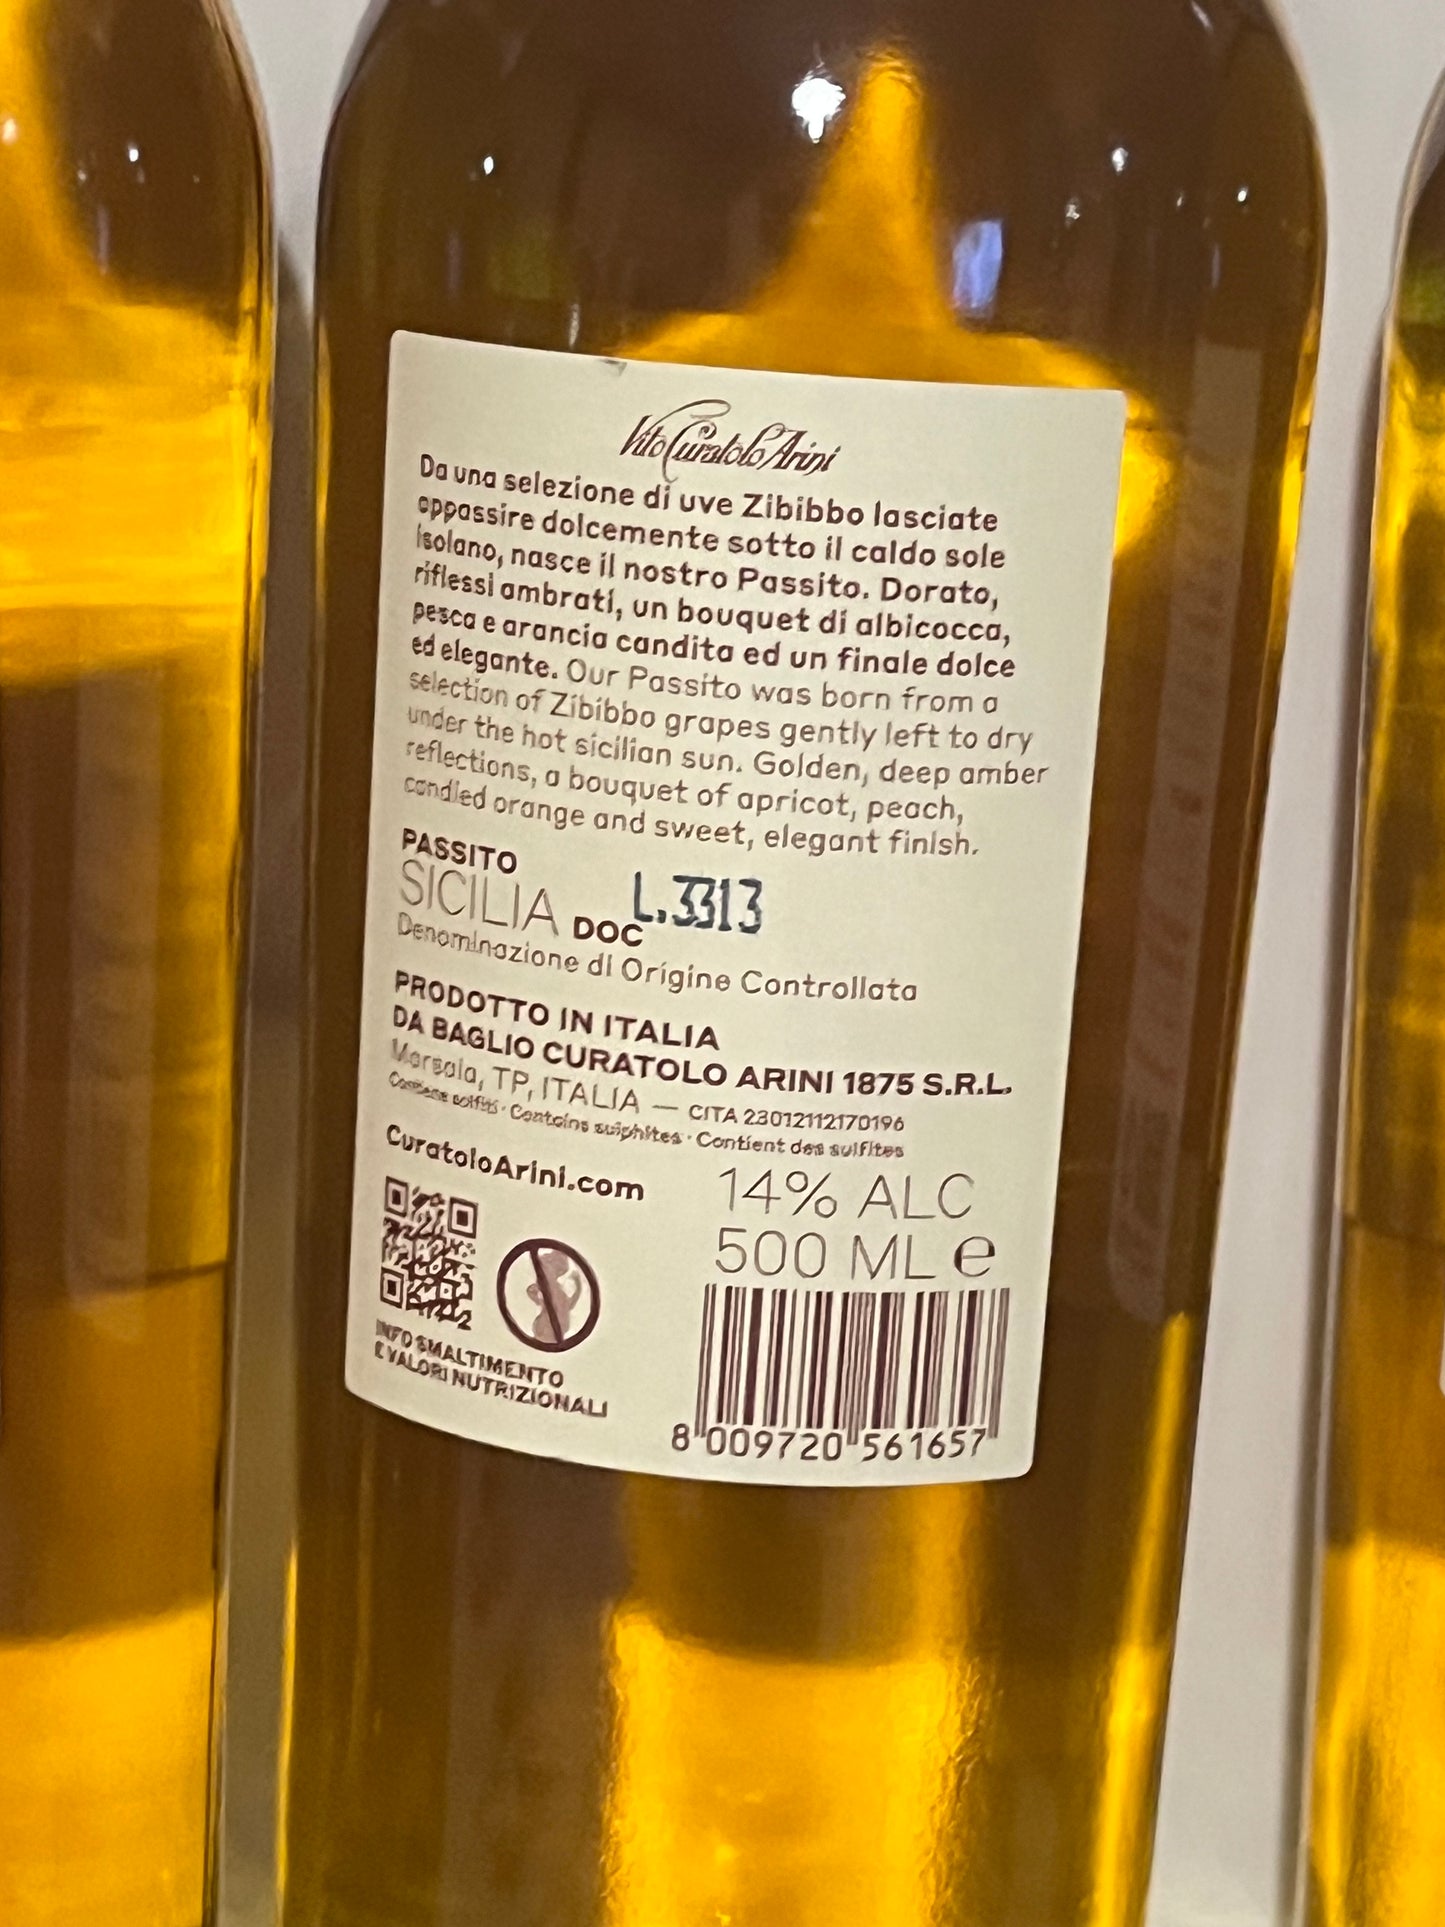 Vito Curatolo Arini
Da una selezione di uve Zibibbo lasciate
appassire dolcemente sotto il caldo sole
Isolano, nasce il nostro Passito. Dorato,
riflessi ambrati, un bouquet di albicocca,
pesca e arancia candita ed un finale dolce
ed elegante. Our Passito was born from a
selection of Zibibbo grapes gently left to dry
under the hot sicilian sun. Golden, deep amber
reflections, a bouquet of apricot, peach,
candied orange and sweet, elegant finish.
PASSITO
SICILIA DOC L.3313
Denominazione di Origine Controllata
PRODOTTO IN ITALIA
DA BAGLIO CURATOLO ARINI 1875 S.R.L.
Marsala, TP, ITALIA — CITA 23012112170196
Contiene solfiti · Contains sulphites · Contient des sulfites
CuratoloArini.com
14% ALC
500 ML e
INFO SMALTIMENTO
E VALORI NUTRIZIONALI
8 009720 561657